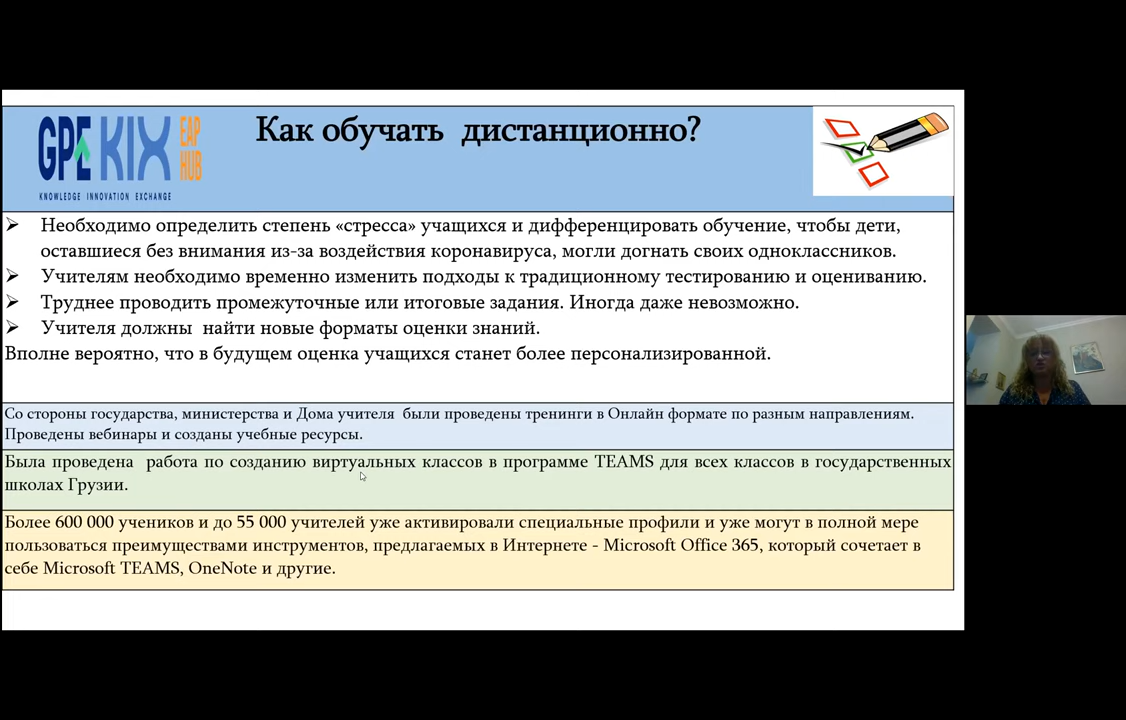 GPE KIX EAP HUB
KNOWLEDGE INNOVATION EXCHANGE
Как обучать дистанционно?
Необходимо определить степень «стресса» учащихся и дифференцировать обучение, чтобы дети,
оставшиеся без внимания из-за воздействия коронавируса, могли догнать своих одноклассников.
Учителям необходимо временно изменить подходы к традиционному тестированию и оцениванию.
Труднее проводить промежуточные или итоговые задания. Иногда даже невозможно.
Учителя должны найти новые форматы оценки знаний.
Вполне вероятно, что в будущем оценка учащихся станет более персонализированной.
Со стороны государства, министерства и Дома учителя были проведены тренинги в Онлайн формате по разным направлениям.
Проведены вебинары и созданы учебные ресурсы.
Была проведена работа по созданию виртуальных классов в программе TEAMS для всех классов в государственных
школах Грузии.
Более 600 000 учеников и до 55 000 учителей уже активировали специальные профили и уже могут в полной мере
пользоваться преимуществами инструментов, предлагаемых в Интернете - Microsoft Office 365, который сочетает в
себе Microsoft TEAMS, OneNote и другие.